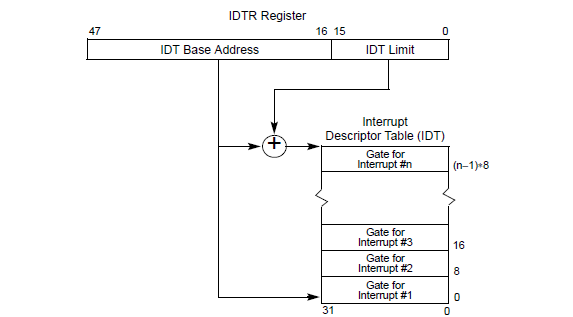 IDTR Register
47 16 15 0
IDT Base Address IDT Limit
+
Interrupt
Descriptor Table (IDT)
Gate for
Interrupt #n
(n−1)∗8
Gate for
Interrupt #3
16
Gate for
Interrupt #2
8
Gate for
Interrupt #1
0
31 0